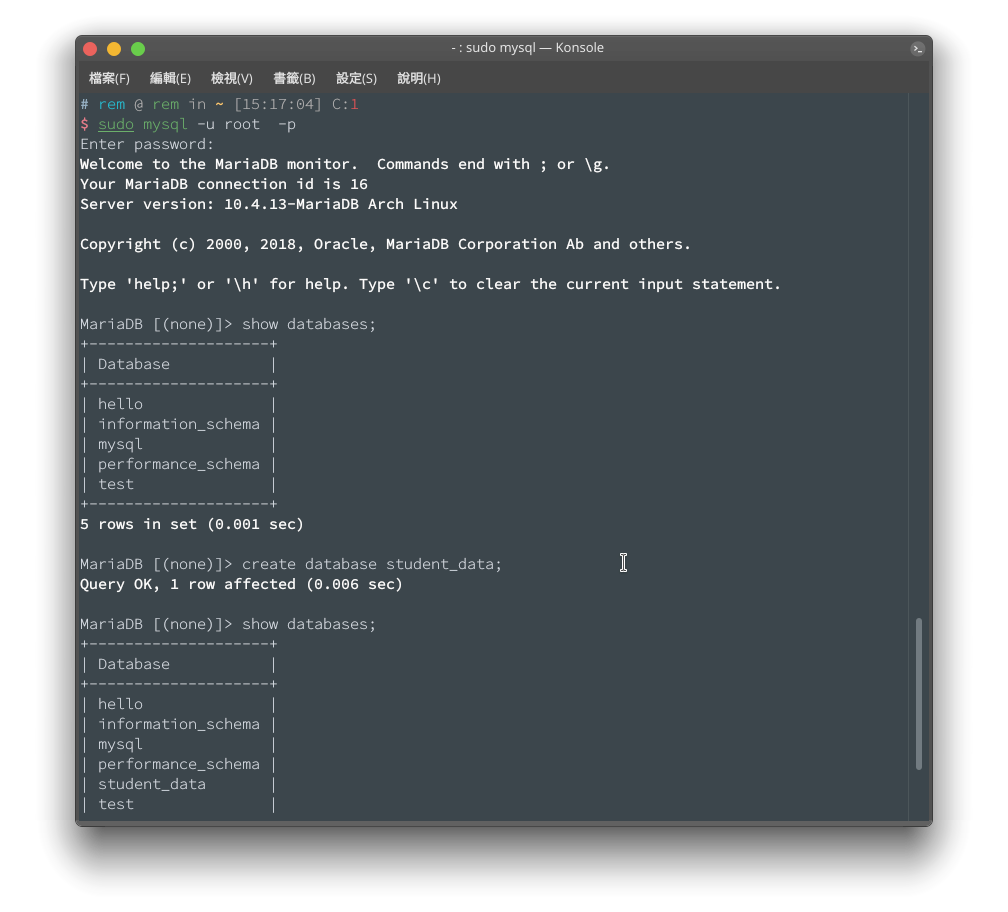 - : sudo mysql — Konsole
檔案(F) 編輯(E) 檢視(V) 書籤(B) 設定(S) 說明(H)
# rem @ rem in ~ [15:17:04] C:1
$ sudo mysql -u root  -p
Enter password:
Welcome to the MariaDB monitor.  Commands end with ; or \g.
Your MariaDB connection id is 16
Server version: 10.4.13-MariaDB Arch Linux
Copyright (c) 2000, 2018, Oracle, MariaDB Corporation Ab and others.
Type 'help;' or '\h' for help. Type '\c' to clear the current input statement.
MariaDB [(none)]> show databases;
+--------------------+
| Database           |
+--------------------+
| hello              |
| information_schema |
| mysql              |
| performance_schema |
| test               |
+--------------------+
5 rows in set (0.001 sec)
MariaDB [(none)]> create database student_data;
Query OK, 1 row affected (0.006 sec)
MariaDB [(none)]> show databases;
+--------------------+
| Database           |
+--------------------+
| hello              |
| information_schema |
| mysql              |
| performance_schema |
| student_data       |
| test               |